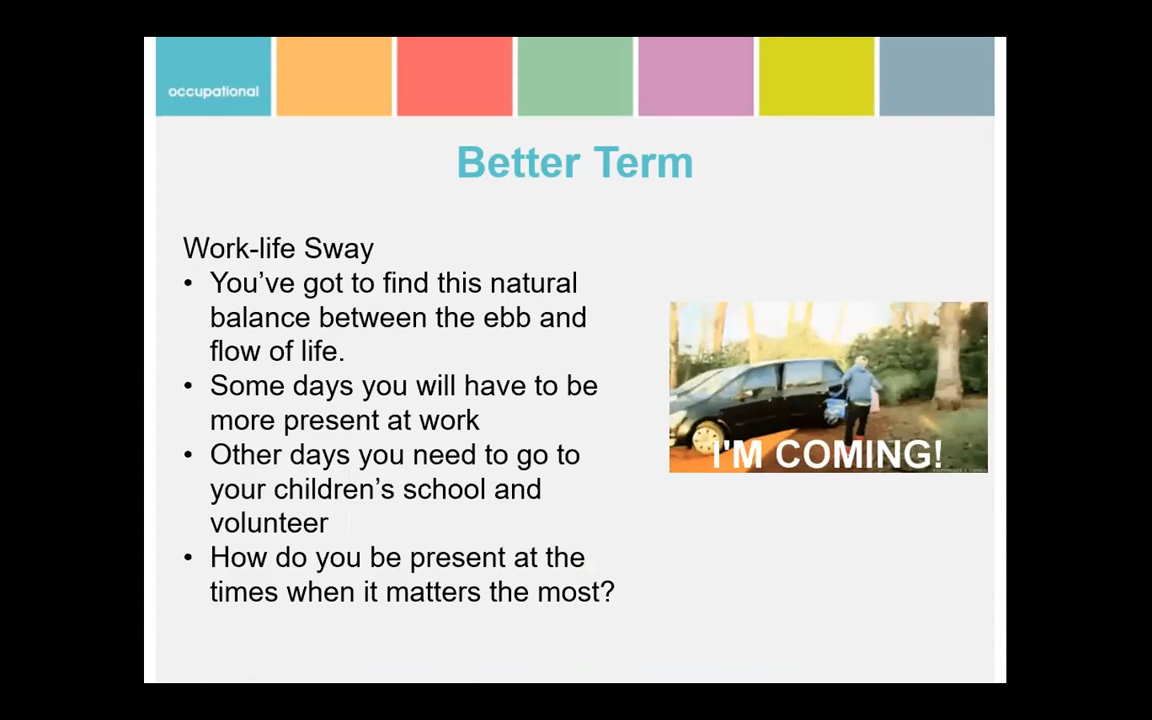 occupational
Better Term
Work-life Sway
• You’ve got to find this natural
balance between the ebb and
flow of life.
• Some days you will have to be
more present at work
• Other days you need to go to
your children’s school and
volunteer
• How do you be present at the
times when it matters the most?
I'M COMING!